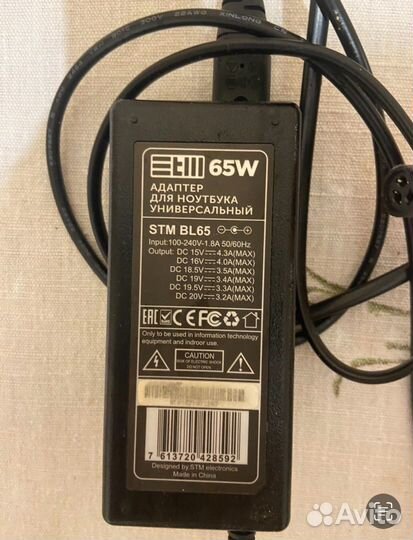 STM 65W
АДАПТЕР
ДЛЯ НОУТБУКА
УНИВЕРСАЛЬНЫЙ
STM BL65
Input:100-240V~1.8A 50/60Hz
Output: DC 15V⎓4.3A(MAX)
DC 16V⎓4.0A(MAX)
DC 18.5V⎓3.5A(MAX)
DC 19V⎓3.4A(MAX)
DC 19.5V⎓3.3A(MAX)
DC 20V⎓3.2A(MAX)
EAC CE FC
Only to be used in information technology
equipment and indroor use.
CAUTION
RISK OF ELECTRIC SHOCK
DO NOT OPEN
7 613720 428592
Designed by STM electronics
Made in China
Avito